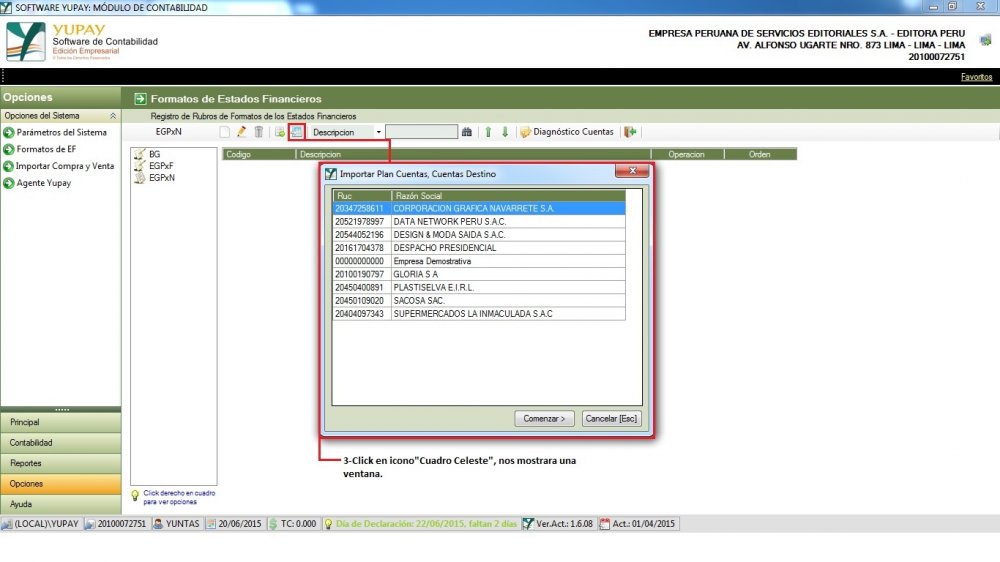 SOFTWARE YUPAY: MÓDULO DE CONTABILIDAD
YUPAY
Software de Contabilidad
Edición Empresarial
EMPRESA PERUANA DE SERVICIOS EDITORIALES S.A. - EDITORA PERU
AV. ALFONSO UGARTE NRO. 873 LIMA - LIMA - LIMA
20100072751
Favoritos
Opciones
Formatos de Estados Financieros
Opciones del Sistema
Registro de Rubros de Formatos de los Estados Financieros
Parámetros del Sistema
Formatos de EF
Importar Compra y Venta
Agente Yupay
EGPxN
Descripcion
Diagnóstico Cuentas
BG
EGPxF
EGPxN
Codigo
Descripcion
Operacion
Orden
Importar Plan Cuentas, Cuentas Destino
Ruc Razón Social
20347258611 CORPORACION GRAFICA NAVARRETE S.A.
20521978997 DATA NETWORK PERU S.A.C.
20544052196 DESIGN & MODA SAIDA S.A.C.
20161704378 DESPACHO PRESIDENCIAL
00000000000 Empresa Demostrativa
20100190797 GLORIA S A
20450400891 PLASTISELVA E.I.R.L.
20450109020 SACOSA SAC.
20404097343 SUPERMERCADOS LA INMACULADA S.A.C
Comenzar >
Cancelar [Esc]
3-Click en icono"Cuadro Celeste", nos mostrara una
ventana.
Principal
Contabilidad
Reportes
Opciones
Ayuda
Click derecho en cuadro
para ver opciones
(LOCAL)\YUPAY 20100072751 YUNTAS 20/06/2015 TC: 0.000 Día de Declaración: 22/06/2015, faltan 2 días Ver.Act.: 1.6.08 Act.: 01/04/2015